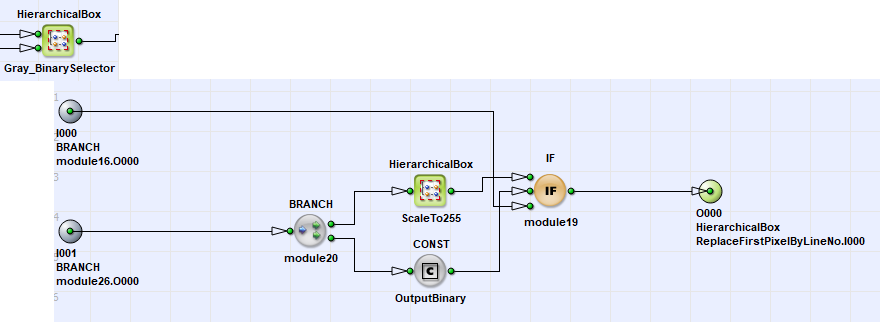 HierarchicalBox
Gray_BinarySelector
1
I000
BRANCH
module16.O000
3
HierarchicalBox
ScaleTo255
IF
IF
module19
O000
HierarchicalBox
ReplaceFirstPixelByLineNo.I000
4
BRANCH
module20
I001
BRANCH
module26.O000
CONST
C
OutputBinary
5